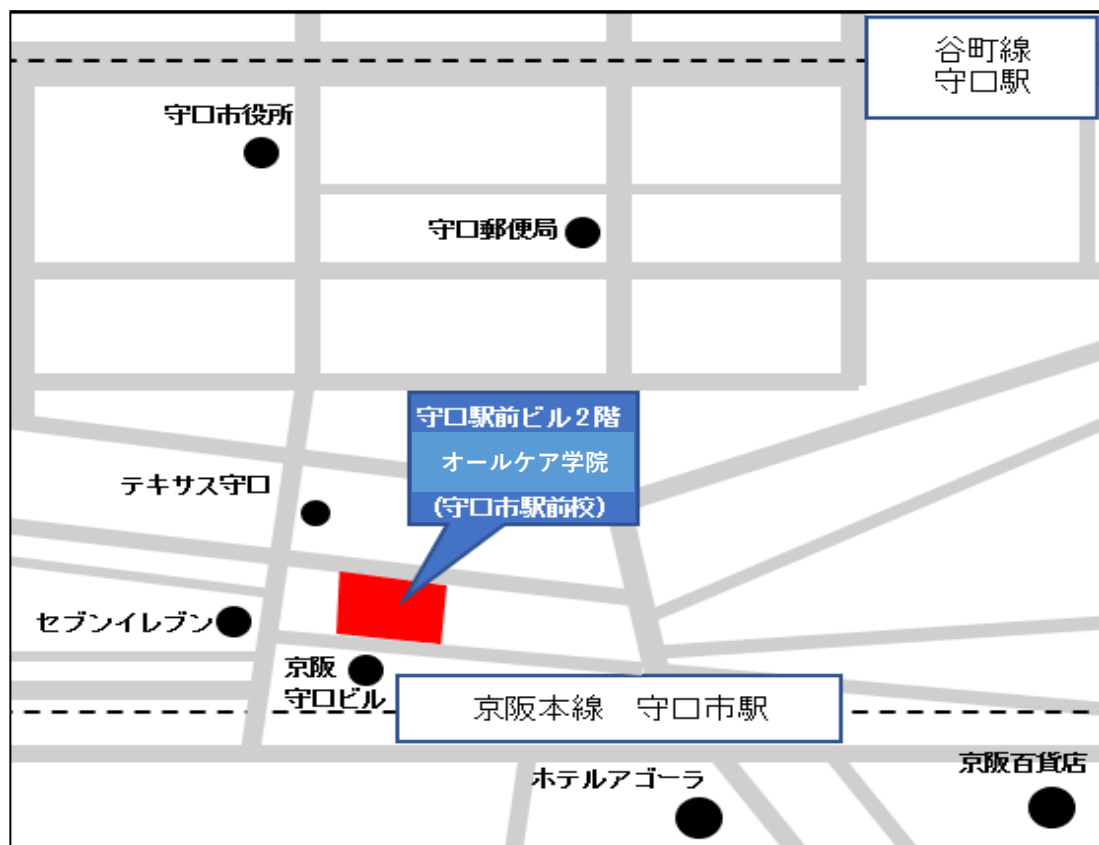 谷町線
守口駅
守口市役所
守口郵便局
守口駅前ビル２階
オールケア学院
(守口市駅前校)
テキサス守口
セブンイレブン
京阪
守口ビル
京阪本線　守口市駅
ホテルアゴーラ
京阪百貨店